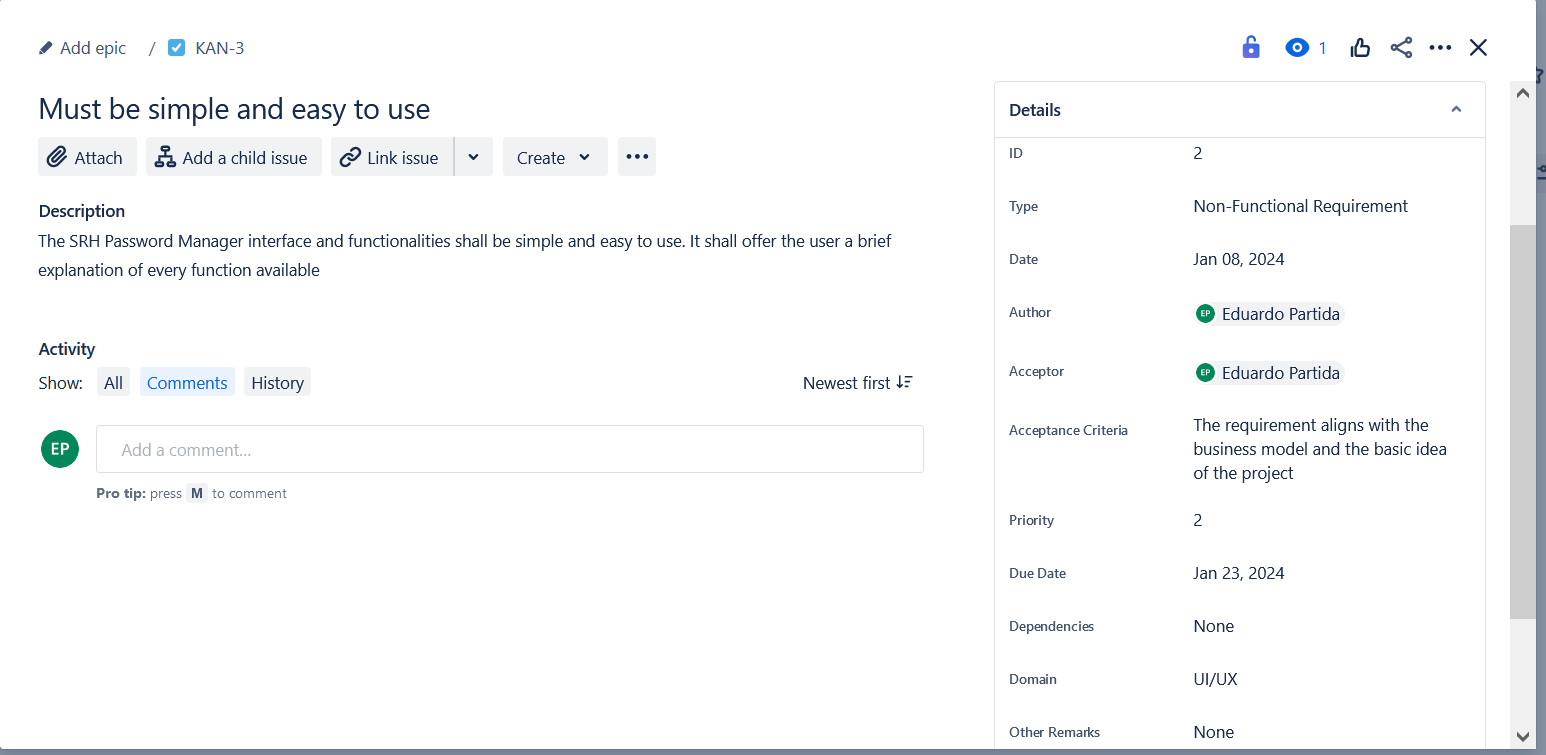 Add epic / KAN-3
1
Must be simple and easy to use
Attach Add a child issue Link issue Create
Description
The SRH Password Manager interface and functionalities shall be simple and easy to use. It shall offer the user a brief
explanation of every function available
Activity
Show: All Comments History Newest first
EP Add a comment...
Pro tip: press M to comment
Details
ID 2
Type Non-Functional Requirement
Date Jan 08, 2024
Author EP Eduardo Partida
Acceptor EP Eduardo Partida
Acceptance Criteria The requirement aligns with the
business model and the basic idea
of the project
Priority 2
Due Date Jan 23, 2024
Dependencies None
Domain UI/UX
Other Remarks None